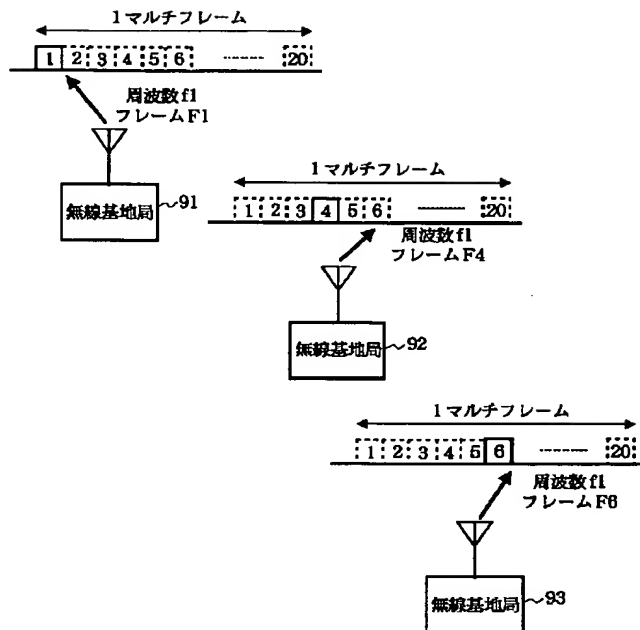 1マルチフレーム
1 2 3 4 5 6 ------- 20
周波数f1
フレームF1
無線基地局 91
1マルチフレーム
1 2 3 4 5 6 ------- 20
周波数f1
フレームF4
無線基地局 92
1マルチフレーム
1 2 3 4 5 6 ------- 20
周波数f1
フレームF6
無線基地局 93